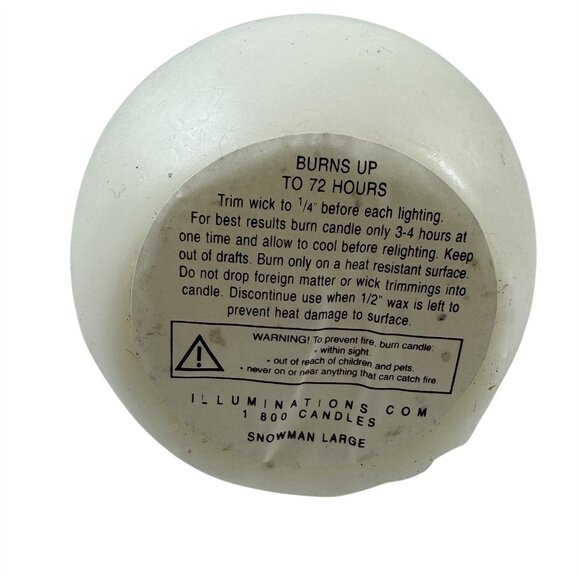 BURNS UP
TO 72 HOURS
Trim wick to 1/4" before each lighting.
For best results burn candle only 3-4 hours at
one time and allow to cool before relighting. Keep
out of drafts. Burn only on a heat resistant surface.
Do not drop foreign matter or wick trimmings into
candle. Discontinue use when 1/2" wax is left to
prevent heat damage to surface.
WARNING! To prevent fire, burn candle:
• within sight.
• out of reach of children and pets.
• never on or near anything that can catch fire.
ILLUMINATIONS COM
1 800 CANDLES
SNOWMAN LARGE